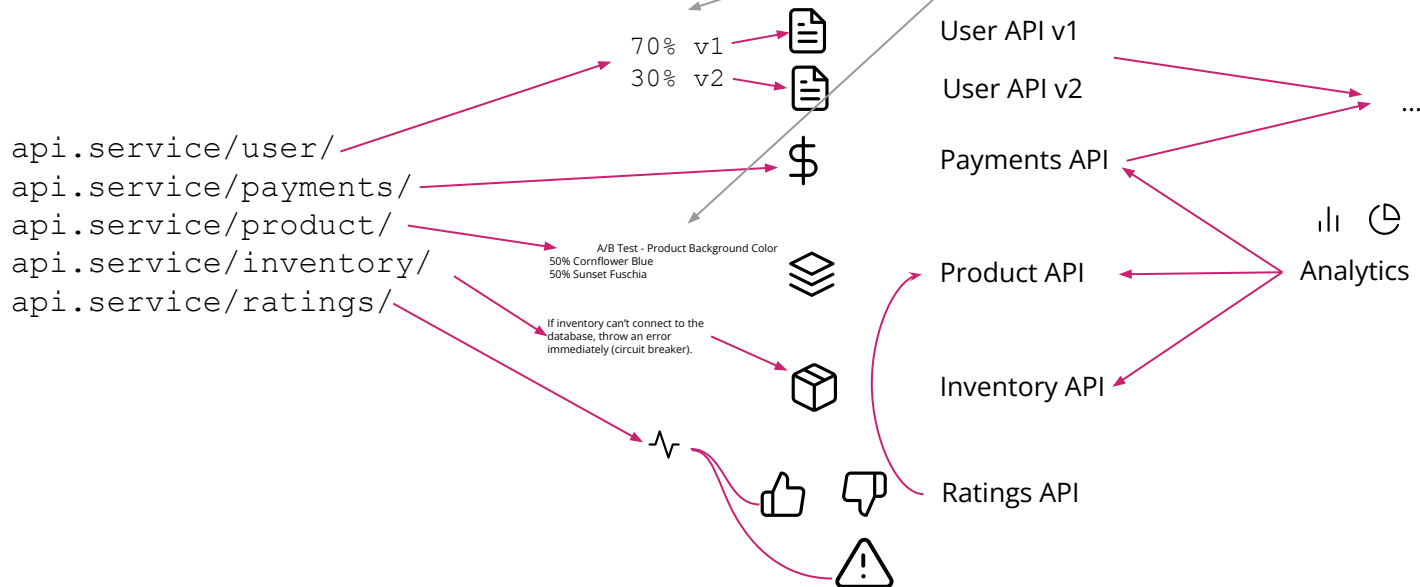 70% v1
30% v2
User API v1
User API v2
...
api.service/user/
api.service/payments/
api.service/product/
api.service/inventory/
api.service/ratings/
Payments API
A/B Test - Product Background Color
50% Cornflower Blue
50% Sunset Fuschia
Product API
Analytics
If inventory can't connect to the
database, throw an error
immediately (circuit breaker).
Inventory API
Ratings API